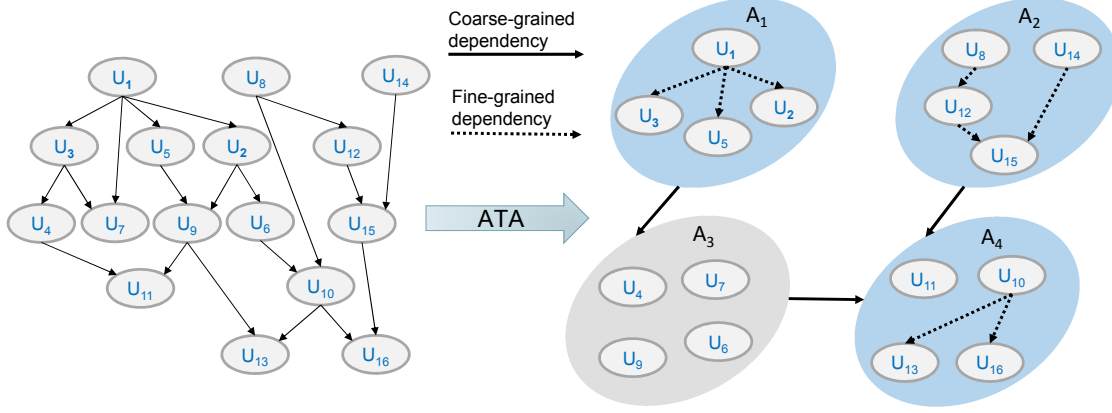 U1 U8 U14
U3 U5 U2 U12
U4 U7 U9 U6 U15
U11 U10
U13 U16
Coarse-grained
dependency
Fine-grained
dependency
ATA
A1
U1
U3 U5 U2
A2
U8 U14
U12
U15
A3
U4 U7
U9 U6
A4
U11 U10
U13 U16